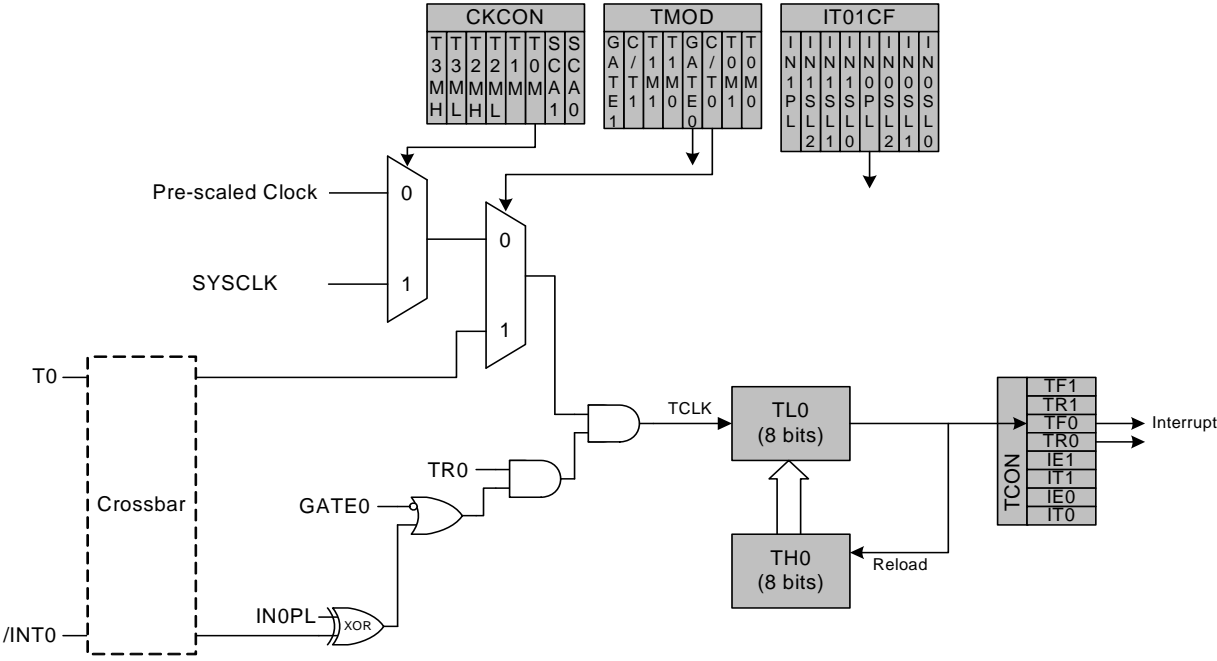 CKCON
TMOD
IT01CF
T3MH
T3ML
T2MH
T2ML
T1M
T0M
SCA1
SCA0
GATE1
C/T1
T1M1
T1M0
GATE0
C/T0
T0M1
T0M0
IN1PL
IN1SL2
IN1SL1
IN1SL0
IN0PL
IN0SL2
IN0SL1
IN0SL0
Pre-scaled Clock
0
0
SYSCLK
1
1
T0
Crossbar
TCLK
TL0
(8 bits)
TR0
GATE0
TH0
(8 bits)
Reload
IN0PL
XOR
/INT0
TCON
TF1
TR1
TF0
TR0
IE1
IT1
IE0
IT0
Interrupt